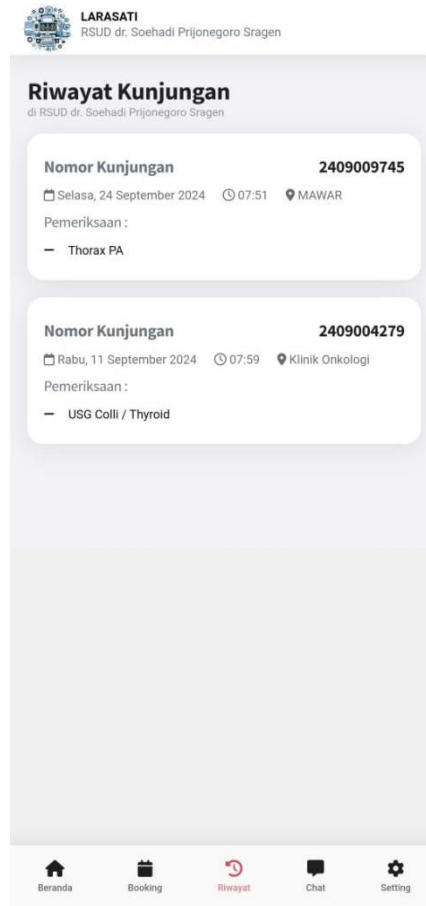 LARASATI
RSUD dr. Soehadi Prijonegoro Sragen
Riwayat Kunjungan
di RSUD dr. Soehadi Prijonegoro Sragen
Nomor Kunjungan 2409009745
Selasa, 24 September 2024 07:51 MAWAR
Pemeriksaan :
– Thorax PA
Nomor Kunjungan 2409004279
Rabu, 11 September 2024 07:59 Klinik Onkologi
Pemeriksaan :
– USG Colli / Thyroid
Beranda Booking Riwayat Chat Setting